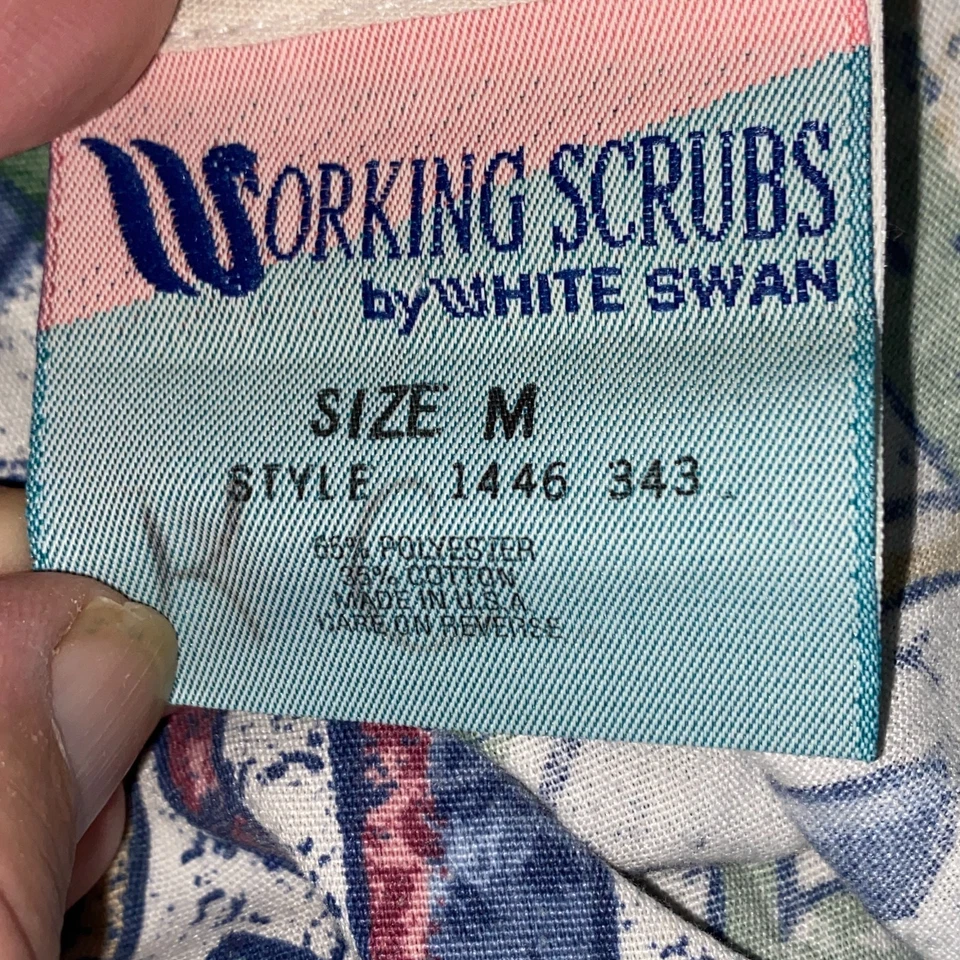 WORKING SCRUBS
by WHITE SWAN
SIZE M
STYLE 1446 343
65% POLYESTER
35% COTTON
MADE IN U.S.A
CARE ON REVERSE